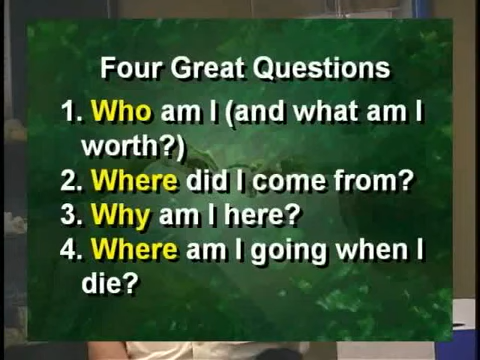 Four Great Questions
1. Who am I (and what am I
worth?)
2. Where did I come from?
3. Why am I here?
4. Where am I going when I
die?